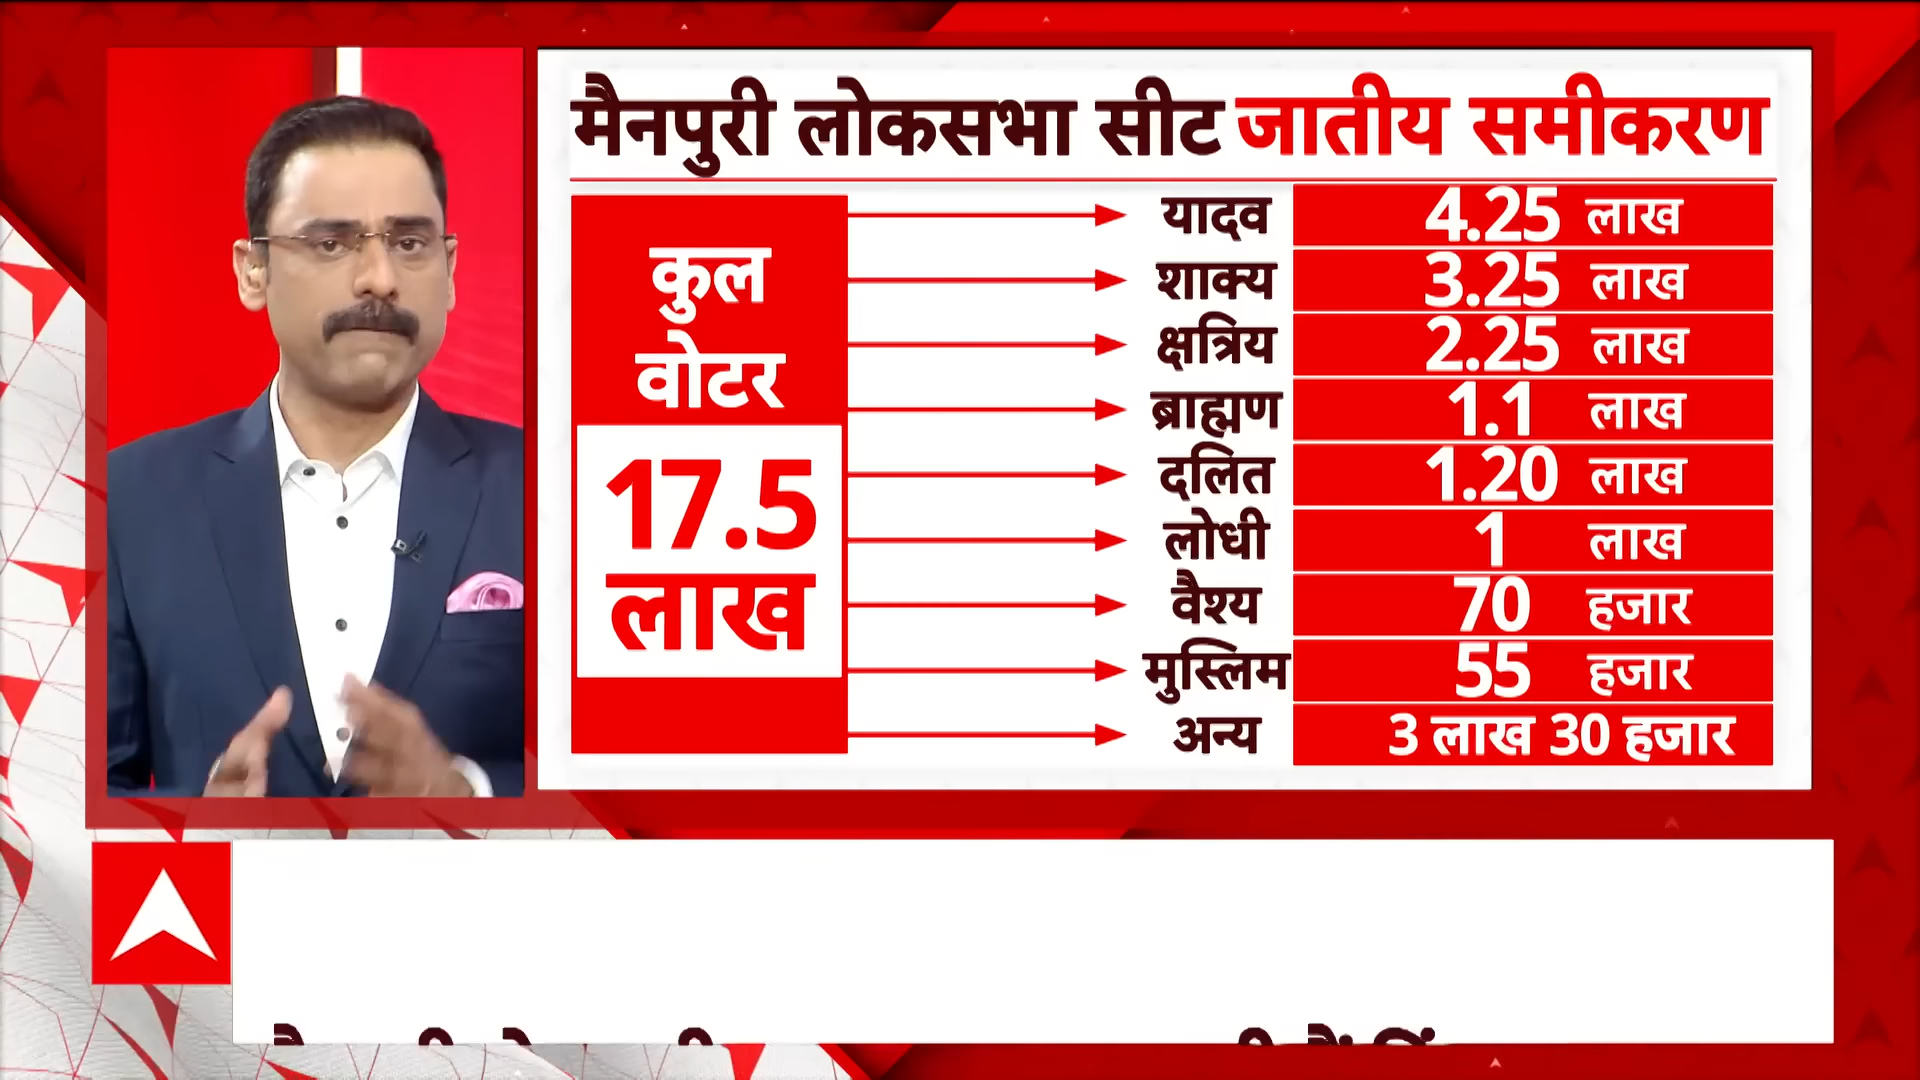 मैनपुरी लोकसभा सीट जातीय समीकरण
कुल
वोटर
17.5
लाख
यादव 4.25 लाख
शाक्य 3.25 लाख
क्षत्रिय 2.25 लाख
ब्राह्मण 1.1 लाख
दलित 1.20 लाख
लोधी 1 लाख
वैश्य 70 हजार
मुस्लिम 55 हजार
अन्य 3 लाख 30 हजार